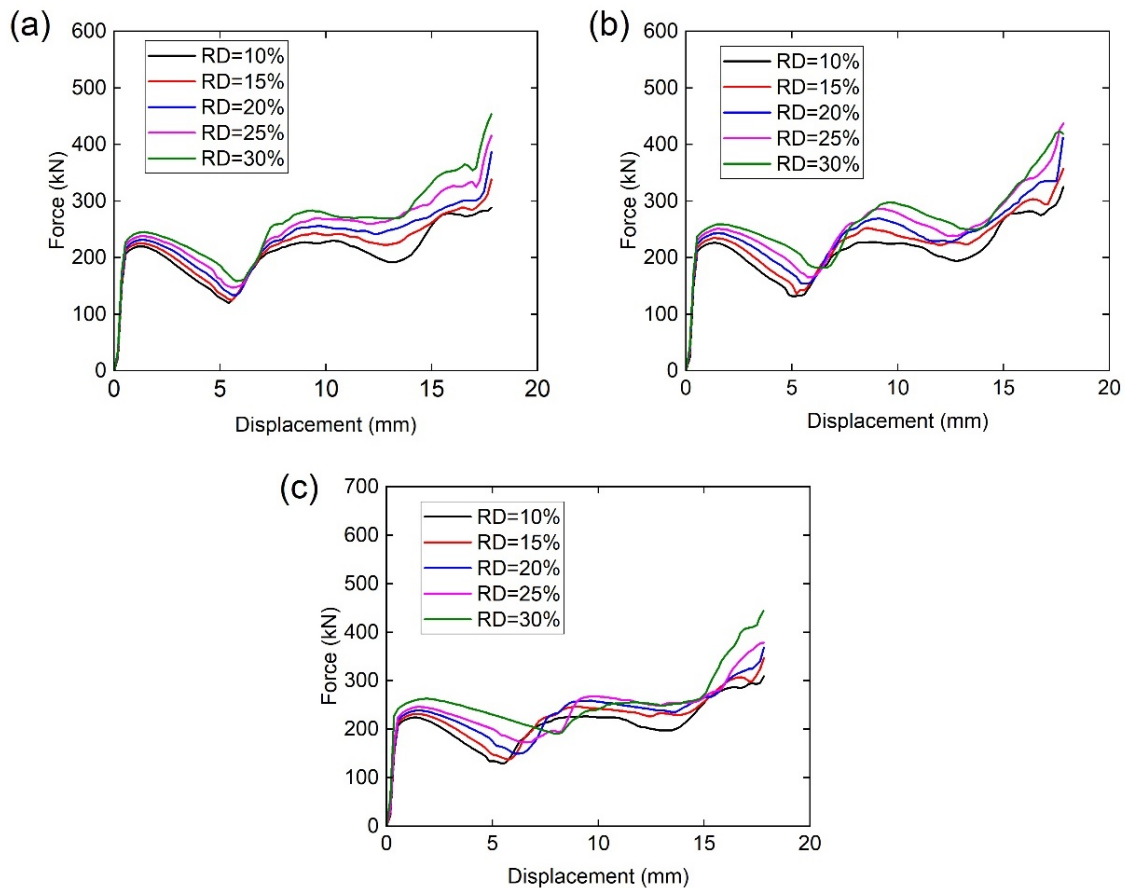 (a)
600
500
400
300
200
100
0
Force (kN)
RD=10%
RD=15%
RD=20%
RD=25%
RD=30%
0 5 10 15 20
Displacement (mm)
(b)
600
500
400
300
200
100
0
Force (kN)
RD=10%
RD=15%
RD=20%
RD=25%
RD=30%
0 5 10 15 20
Displacement (mm)
(c)
700
600
500
400
300
200
100
0
Force (kN)
RD=10%
RD=15%
RD=20%
RD=25%
RD=30%
0 5 10 15 20
Displacement (mm)